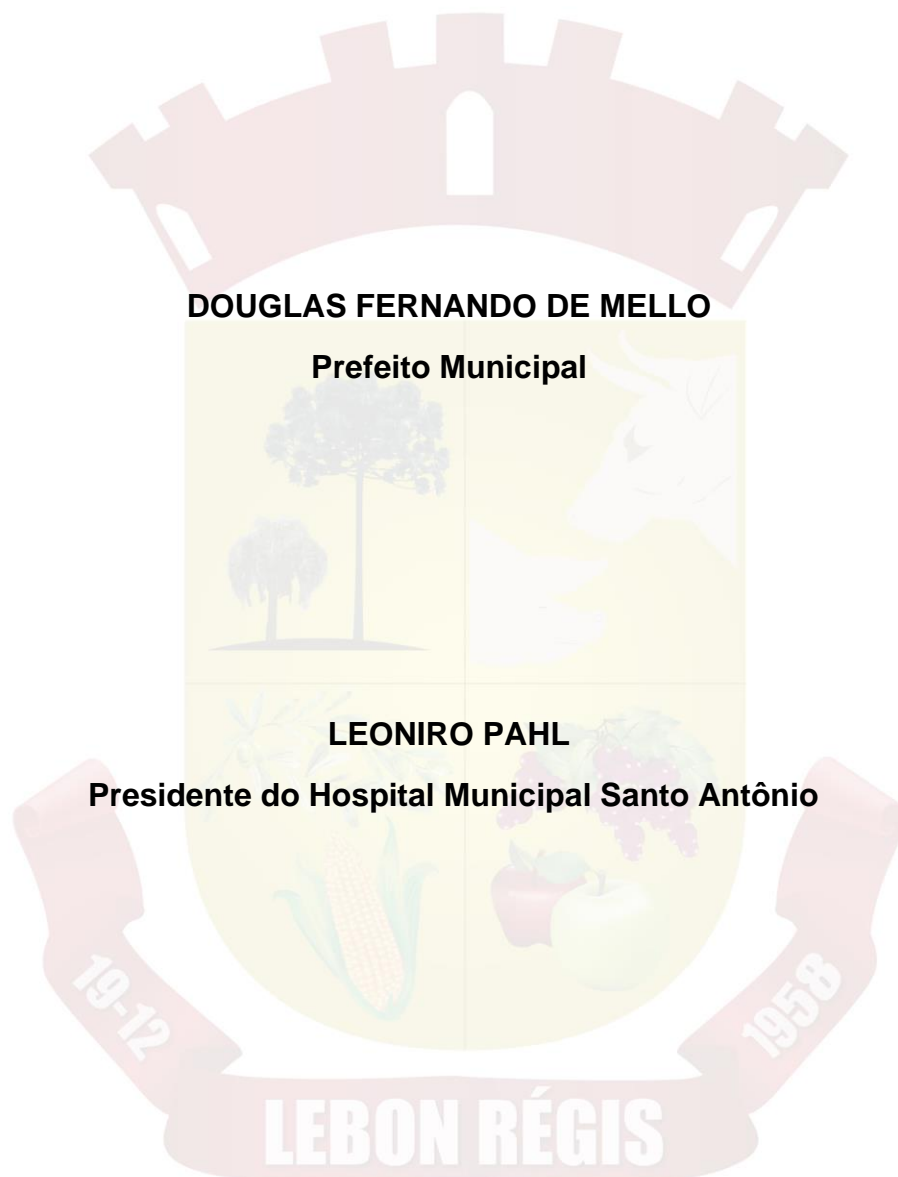 DOUGLAS FERNANDO DE MELLO
Prefeito Municipal
LEONIRO PAHL
Presidente do Hospital Municipal Santo Antônio
19-12
1958
LEBON RÉGIS